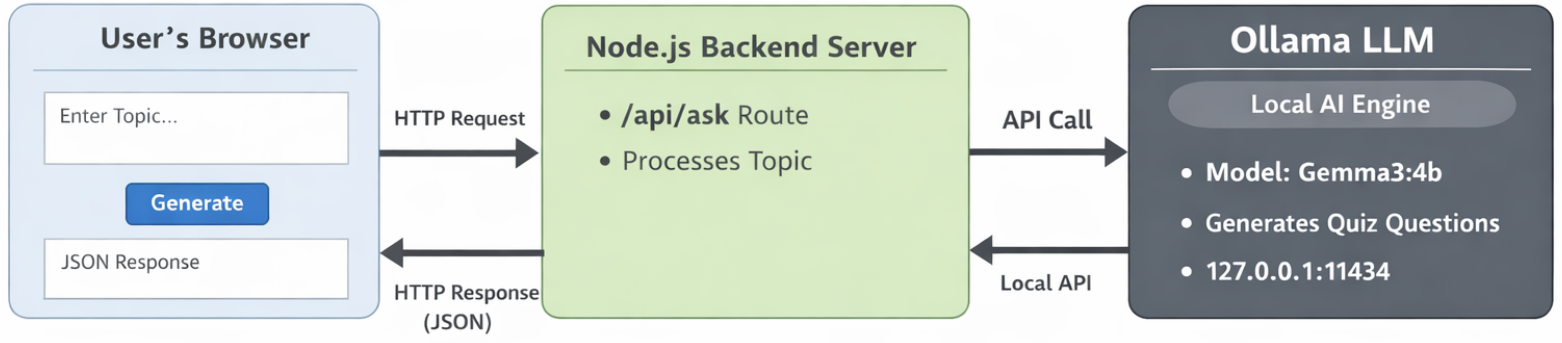 User's Browser
Enter Topic...
Generate
JSON Response
HTTP Request
HTTP Response
(JSON)
Node.js Backend Server
• /api/ask Route
• Processes Topic
API Call
Local API
Ollama LLM
Local AI Engine
• Model: Gemma3:4b
• Generates Quiz Questions
• 127.0.0.1:11434